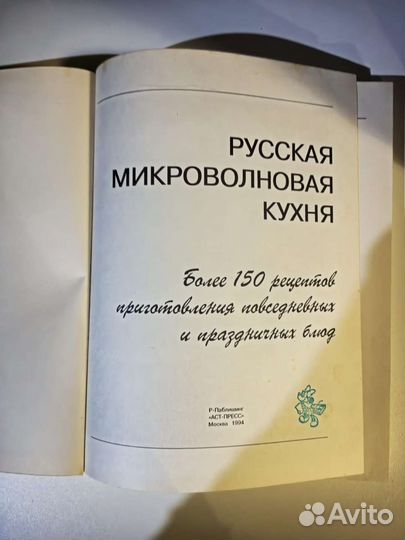 РУССКАЯ
МИКРОВОЛНОВАЯ
КУХНЯ
Более 150 рецептов
приготовления повседневных
и праздничных блюд
Р-Паблишинг
«АСТ-ПРЕСС»
Москва 1994
Avito